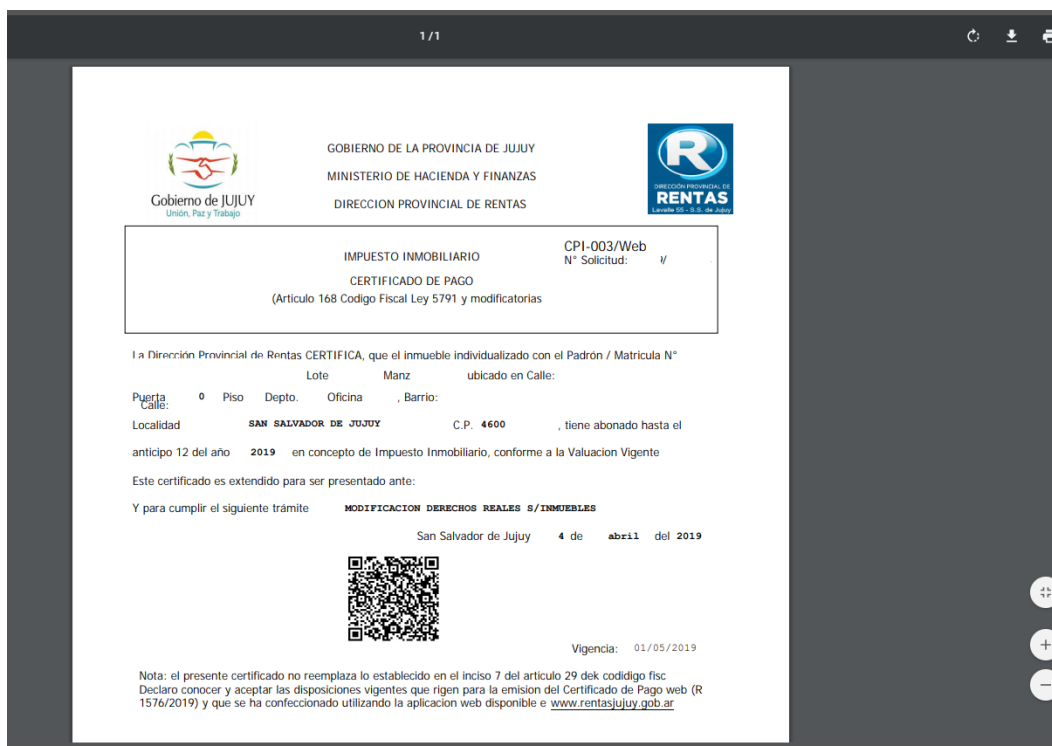 1 / 1
Gobierno de JUJUY
Unión, Paz y Trabajo
GOBIERNO DE LA PROVINCIA DE JUJUY
MINISTERIO DE HACIENDA Y FINANZAS
DIRECCION PROVINCIAL DE RENTAS
R
DIRECCIÓN PROVINCIAL DE
RENTAS
Lavalle 55 - S.S. de Jujuy
IMPUESTO INMOBILIARIO
CPI-003/Web
N° Solicitud:
CERTIFICADO DE PAGO
(Articulo 168 Codigo Fiscal Ley 5791 y modificatorias
La Dirección Provincial de Rentas CERTIFICA, que el inmueble individualizado con el Padrón / Matricula N°
Lote Manz ubicado en Calle:
Puerta 0 Piso Depto. Oficina , Barrio:
Calle:
Localidad SAN SALVADOR DE JUJUY C.P. 4600 , tiene abonado hasta el
anticipo 12 del año 2019 en concepto de Impuesto Inmobiliario, conforme a la Valuacion Vigente
Este certificado es extendido para ser presentado ante:
Y para cumplir el siguiente trámite MODIFICACION DERECHOS REALES S/INMUEBLES
San Salvador de Jujuy 4 de abril del 2019
Vigencia: 01/05/2019
Nota: el presente certificado no reemplaza lo establecido en el inciso 7 del articulo 29 dek codidigo fisc
Declaro conocer y aceptar las disposiciones vigentes que rigen para la emision del Certificado de Pago web (R
1576/2019) y que se ha confeccionado utilizando la aplicacion web disponible e www.rentasjujuy.gob.ar